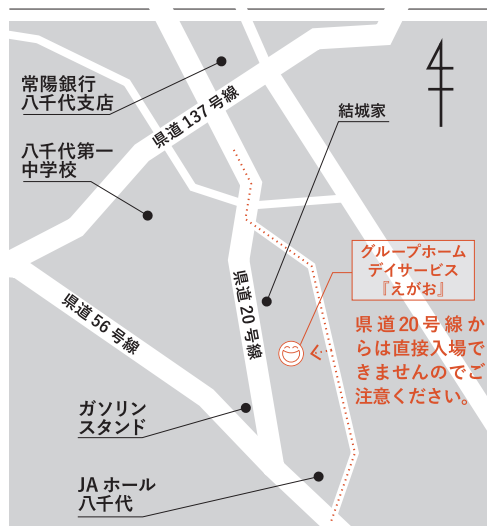 常陽銀行
八千代支店
県道137号線
結城家
八千代第一
中学校
グループホーム
デイサービス
『えがお』
県道20号線か
らは直接入場で
きませんのでご
注意ください。
県道20号線
県道56号線
ガソリン
スタンド
JAホール
八千代